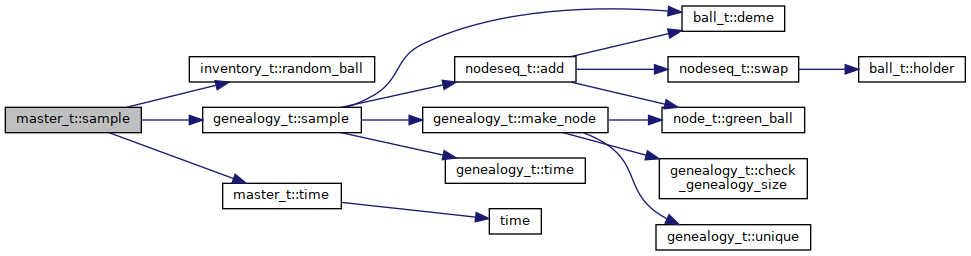 master_t::sample
inventory_t::random_ball
genealogy_t::sample
master_t::time
ball_t::deme
nodeseq_t::add
genealogy_t::make_node
genealogy_t::time
time
nodeseq_t::swap
ball_t::holder
node_t::green_ball
genealogy_t::check
_genealogy_size
genealogy_t::unique